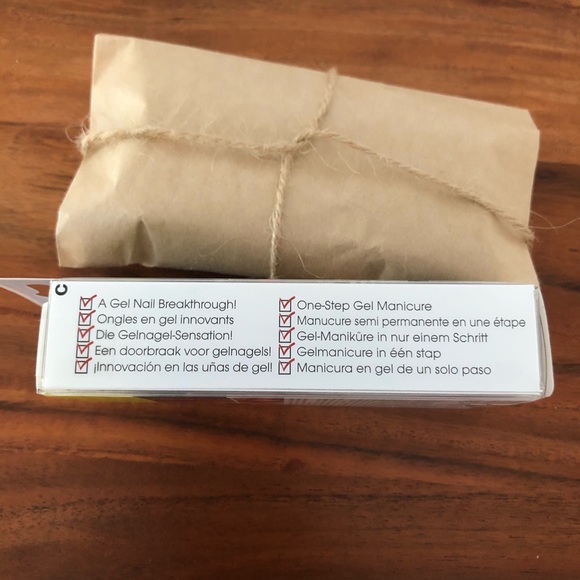 C
A Gel Nail Breakthrough!
Ongles en gel innovants
Die Gelnagel-Sensation!
Een doorbraak voor gelnagels!
¡Innovación en las uñas de gel!
One-Step Gel Manicure
Manucure semi permanente en une étape
Gel-Maniküre in nur einem Schritt
Gelmanicure in één stap
Manicura en gel de un solo paso